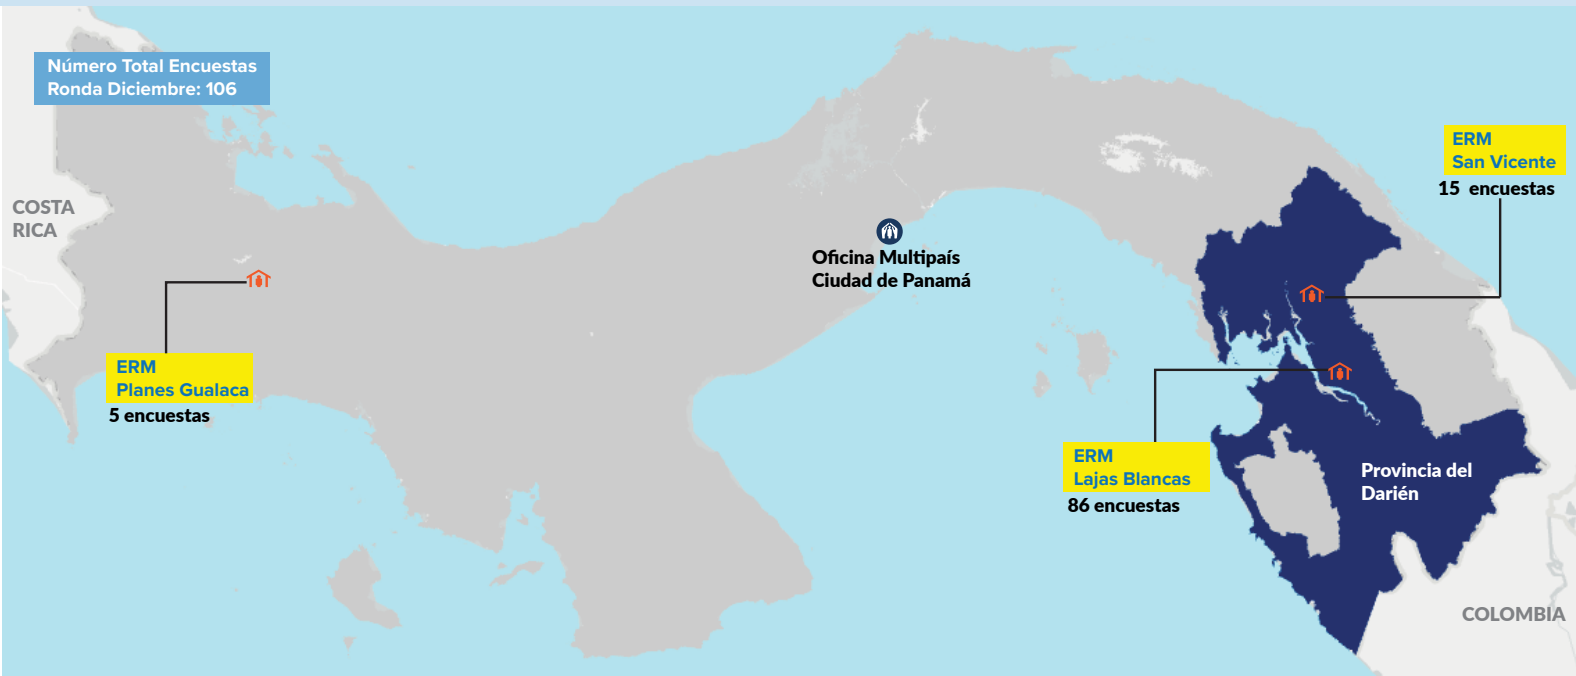 Número Total Encuestas
Ronda Diciembre: 106
COSTA
RICA
ERM
Planes Gualaca
5 encuestas
Oficina Multipaís
Ciudad de Panamá
ERM
San Vicente
15 encuestas
ERM
Lajas Blancas
86 encuestas
Provincia del
Darién
COLOMBIA